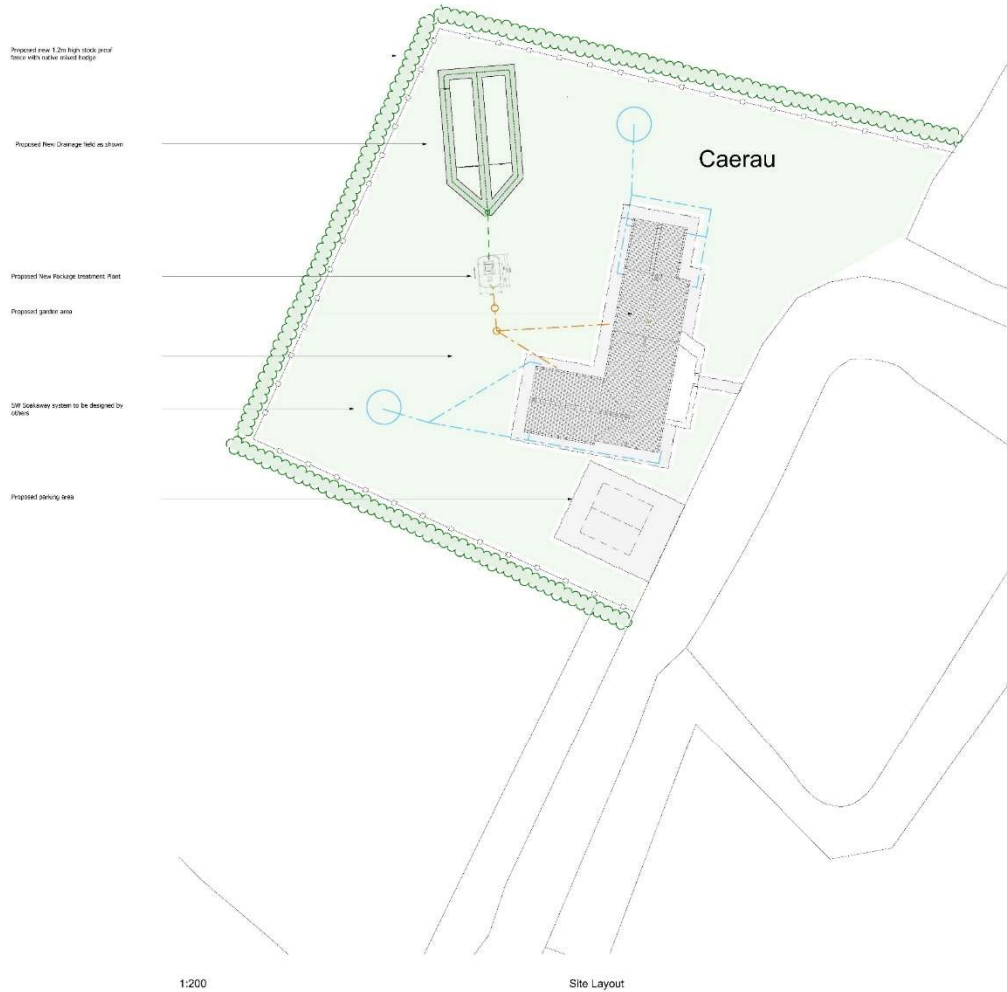 Proposed new 1.2m high stock proof
fence with native mixed hedge
Caerau
Proposed New Drainage field as shown
Proposed New Package treatment Plant
Proposed garden area
SW Soakaway system to be designed by
others
Proposed parking area
1:200
Site Layout